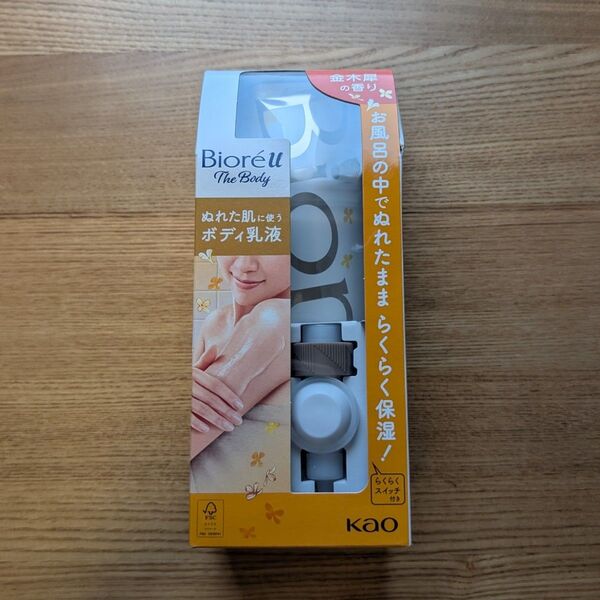 金木犀
の香り
Bioré u
The Body
ぬれた肌に使う
ボディ乳液
お風呂の中でぬれたまま らくらく保湿!
らくらく
スイッチ
付き
FSC
Kao